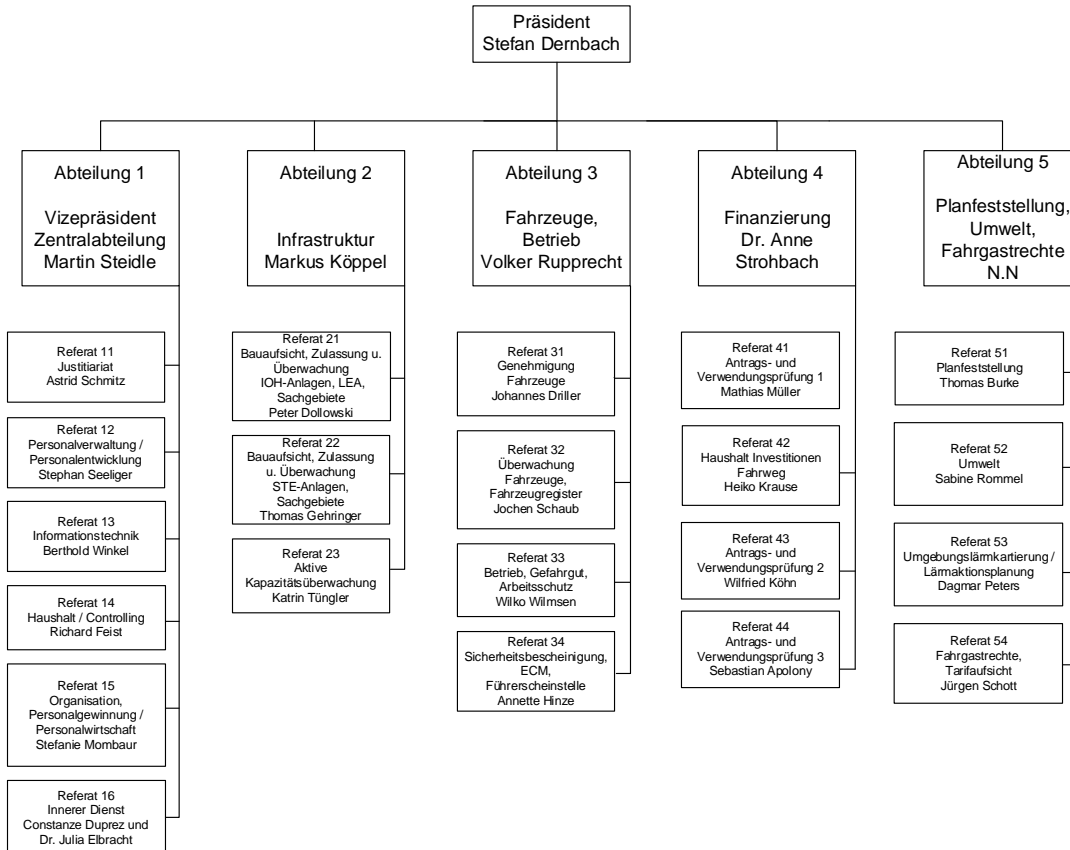 Präsident
Stefan Dernbach
Abteilung 1
Vizepräsident
Zentralabteilung
Martin Steidle
Referat 11
Justitiariat
Astrid Schmitz
Referat 12
Personalverwaltung /
Personalentwicklung
Stephan Seeliger
Referat 13
Informationstechnik
Berthold Winkel
Referat 14
Haushalt / Controlling
Richard Feist
Referat 15
Organisation,
Personalgewinnung /
Personalwirtschaft
Stefanie Mombaur
Referat 16
Innerer Dienst
Constanze Duprez und
Dr. Julia Elbracht
Abteilung 2
Infrastruktur
Markus Köppel
Referat 21
Bauaufsicht, Zulassung u.
Überwachung
IOH-Anlagen, LEA,
Sachgebiete
Peter Dollowski
Referat 22
Bauaufsicht, Zulassung
u. Überwachung
STE-Anlagen,
Sachgebiete
Thomas Gehringer
Referat 23
Aktive
Kapazitätsüberwachung
Katrin Tüngler
Abteilung 3
Fahrzeuge,
Betrieb
Volker Rupprecht
Referat 31
Genehmigung
Fahrzeuge
Johannes Driller
Referat 32
Überwachung
Fahrzeuge,
Fahrzeugregister
Jochen Schaub
Referat 33
Betrieb, Gefahrgut,
Arbeitsschutz
Wilko Wilmsen
Referat 34
Sicherheitsbescheinigung,
ECM,
Führerscheinstelle
Annette Hinze
Abteilung 4
Finanzierung
Dr. Anne
Strohbach
Referat 41
Antrags- und
Verwendungsprüfung 1
Mathias Müller
Referat 42
Haushalt Investitionen
Fahrweg
Heiko Krause
Referat 43
Antrags- und
Verwendungsprüfung 2
Wilfried Köhn
Referat 44
Antrags- und
Verwendungsprüfung 3
Sebastian Apolony
Abteilung 5
Planfeststellung,
Umwelt,
Fahrgastrechte
N.N
Referat 51
Planfeststellung
Thomas Burke
Referat 52
Umwelt
Sabine Rommel
Referat 53
Umgebungslärmkartierung /
Lärmaktionsplanung
Dagmar Peters
Referat 54
Fahrgastrechte,
Tarifaufsicht
Jürgen Schott